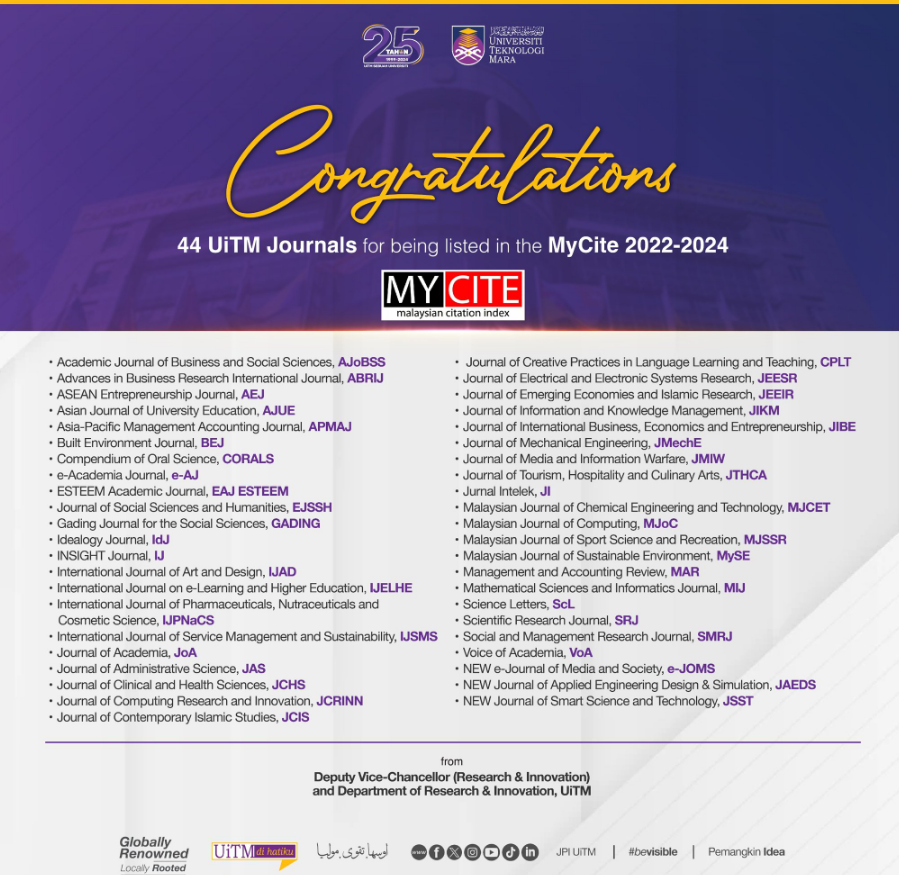 25
TAHUN
1999-2024
UiTM SEBUAH UNIVERSITI
UNIVERSITI
TEKNOLOGI
MARA
Congratulations
44 UiTM Journals for being listed in the MyCite 2022-2024
MY CITE
malaysian citation index
• Academic Journal of Business and Social Sciences, AJoBSS
• Advances in Business Research International Journal, ABRIJ
• ASEAN Entrepreneurship Journal, AEJ
• Asian Journal of University Education, AJUE
• Asia-Pacific Management Accounting Journal, APMAJ
• Built Environment Journal, BEJ
• Compendium of Oral Science, CORALS
• e-Academia Journal, e-AJ
• ESTEEM Academic Journal, EAJ ESTEEM
• Journal of Social Sciences and Humanities, EJSSH
• Gading Journal for the Social Sciences, GADING
• Idealogy Journal, IdJ
• INSIGHT Journal, IJ
• International Journal of Art and Design, IJAD
• International Journal on e-Learning and Higher Education, IJELHE
• International Journal of Pharmaceuticals, Nutraceuticals and
Cosmetic Science, IJPNaCS
• International Journal of Service Management and Sustainability, IJSMS
• Journal of Academia, JoA
• Journal of Administrative Science, JAS
• Journal of Clinical and Health Sciences, JCHS
• Journal of Computing Research and Innovation, JCRINN
• Journal of Contemporary Islamic Studies, JCIS
• Journal of Creative Practices in Language Learning and Teaching, CPLT
• Journal of Electrical and Electronic Systems Research, JEESR
• Journal of Emerging Economies and Islamic Research, JEEIR
• Journal of Information and Knowledge Management, JIKM
• Journal of International Business, Economics and Entrepreneurship, JIBE
• Journal of Mechanical Engineering, JMechE
• Journal of Media and Information Warfare, JMIW
• Journal of Tourism, Hospitality and Culinary Arts, JTHCA
• Jurnal Intelek, JI
• Malaysian Journal of Chemical Engineering and Technology, MJCET
• Malaysian Journal of Computing, MJoC
• Malaysian Journal of Sport Science and Recreation, MJSSR
• Malaysian Journal of Sustainable Environment, MySE
• Management and Accounting Review, MAR
• Mathematical Sciences and Informatics Journal, MIJ
• Science Letters, ScL
• Scientific Research Journal, SRJ
• Social and Management Research Journal, SMRJ
• Voice of Academia, VoA
• NEW e-Journal of Media and Society, e-JOMS
• NEW Journal of Applied Engineering Design & Simulation, JAEDS
• NEW Journal of Smart Science and Technology, JSST
from
Deputy Vice-Chancellor (Research & Innovation)
and Department of Research & Innovation, UiTM
Globally
Renowned
Locally Rooted
UiTM di hatiku
اوسها، تقوى، موليا
www
JPI UiTM | #bevisible | Pemangkin Idea